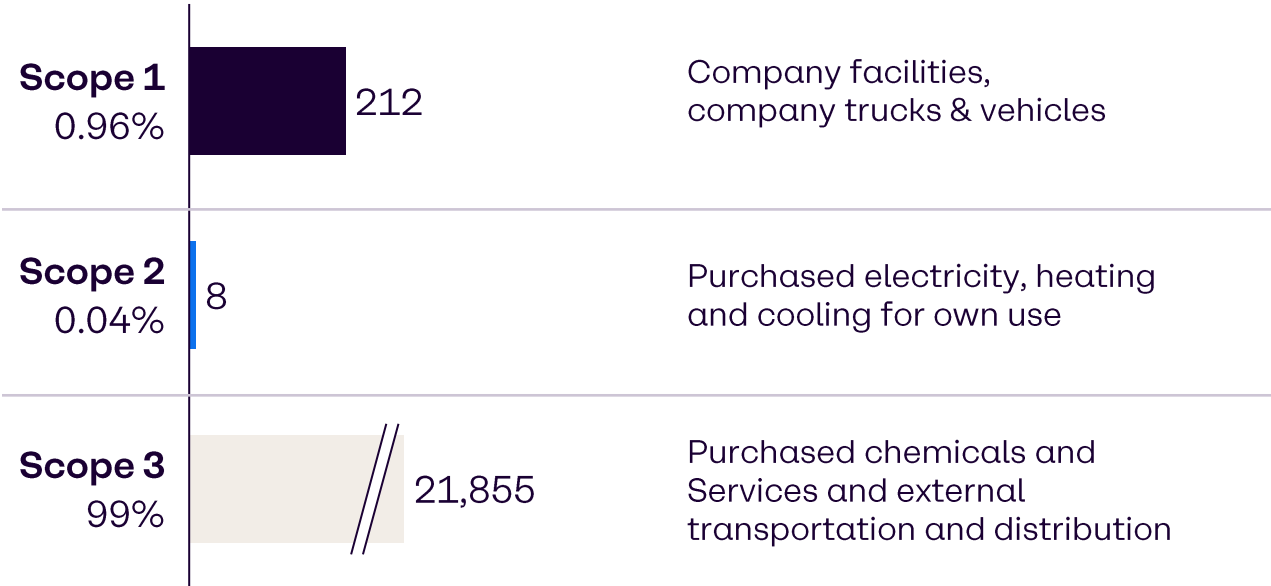 Scope 1
0.96%
212
Company facilities,
company trucks & vehicles
Scope 2
0.04%
8
Purchased electricity, heating
and cooling for own use
Scope 3
99%
21,855
Purchased chemicals and
Services and external
transportation and distribution